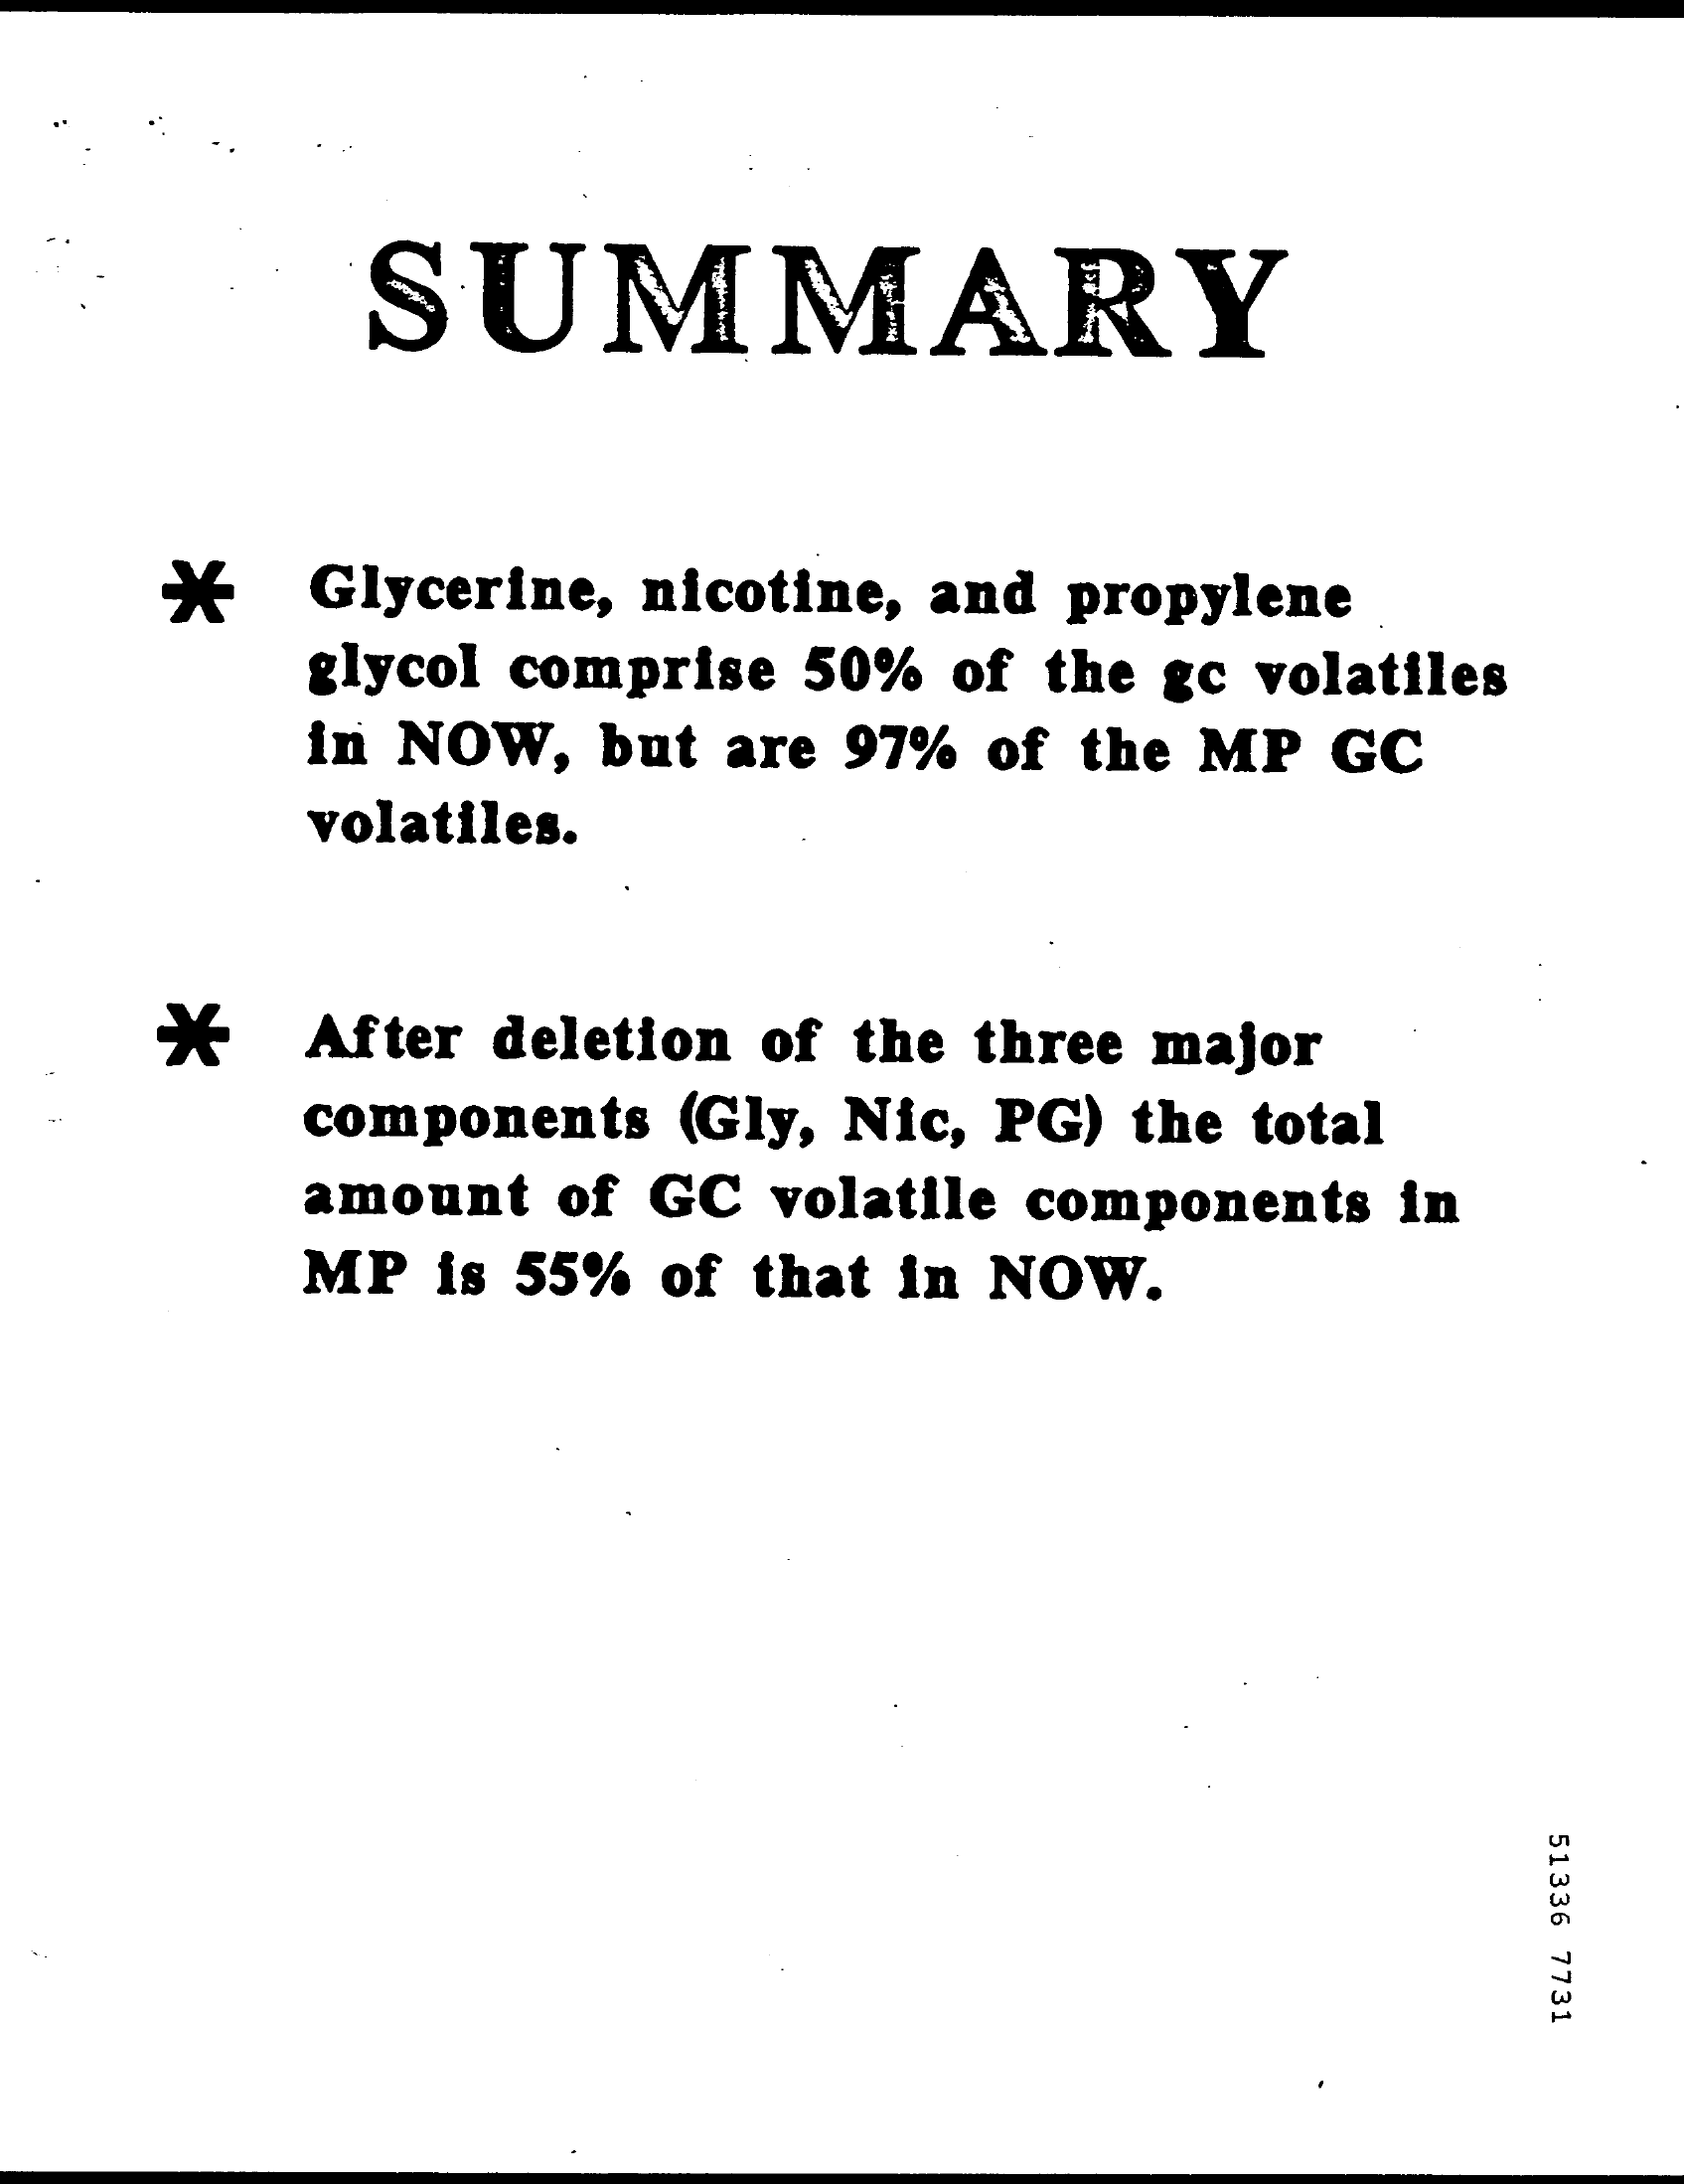 SUMMARY
* Glycerine, nicotine, and propylene
glycol comprise 50% of the gc volatiles
in NOW, but are 97% of the MP GC
volatiles.
* After deletion of the three major
components (Gly, Nic, PG) the total
amount of GC volatile components in
MP is 55% of that in NOW.
51336 7731